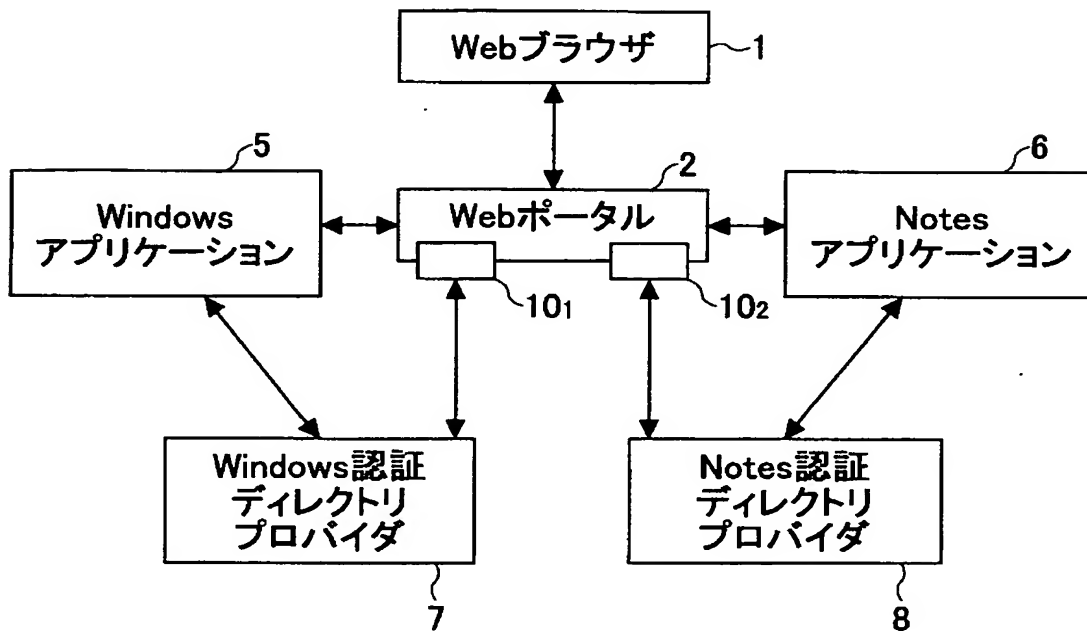 Webブラウザ
1
5
2
6
Windows
アプリケーション
Webポータル
Notes
アプリケーション
10₁
10₂
Windows認証
ディレクトリ
プロバイダ
Notes認証
ディレクトリ
プロバイダ
7
8